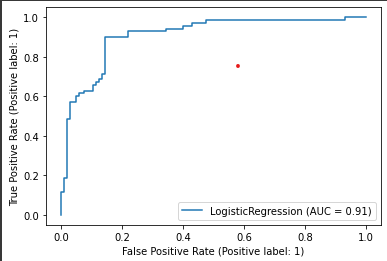 1.0
0.8
0.6
0.4
0.2
0.0
True Positive Rate (Positive label: 1)
LogisticRegression (AUC = 0.91)
0.0 0.2 0.4 0.6 0.8 1.0
False Positive Rate (Positive label: 1)